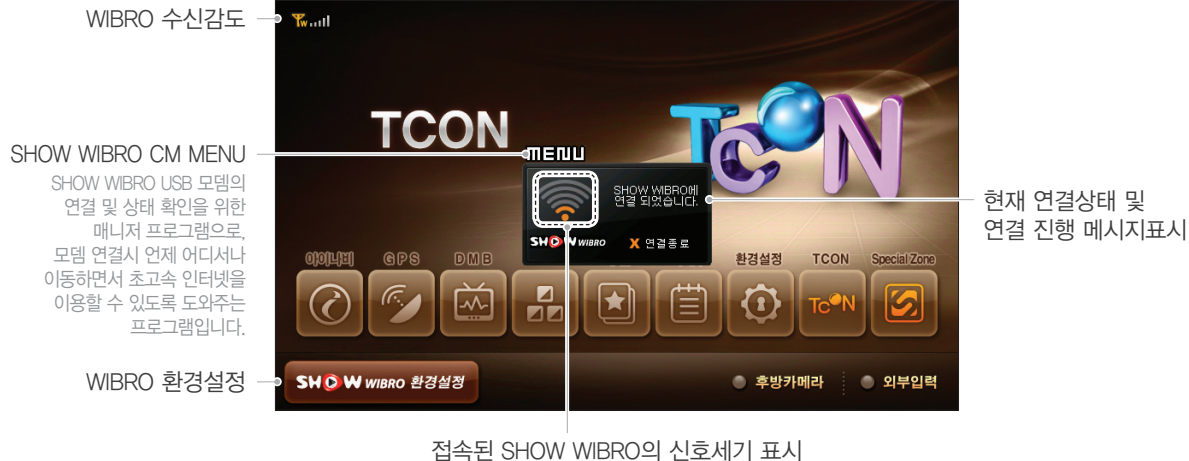 WIBRO 수신감도
SHOW WIBRO CM MENU
SHOW WIBRO USB 모뎀의
연결 및 상태 확인을 위한
매니저 프로그램으로,
모뎀 연결시 언제 어디서나
이동하면서 초고속 인터넷을
이용할 수 있도록 도와주는
프로그램입니다.
WIBRO 환경설정
W
TCON
TCON
MENU
SHOW WIBRO에
연결 되었습니다.
SHOW WIBRO
X 연결종료
현재 연결상태 및
연결 진행 메시지표시
아이나비
GPS
DMB
환경설정
TCON
Special Zone
TCON
SHOW WIBRO 환경설정
후방카메라
외부입력
접속된 SHOW WIBRO의 신호세기 표시